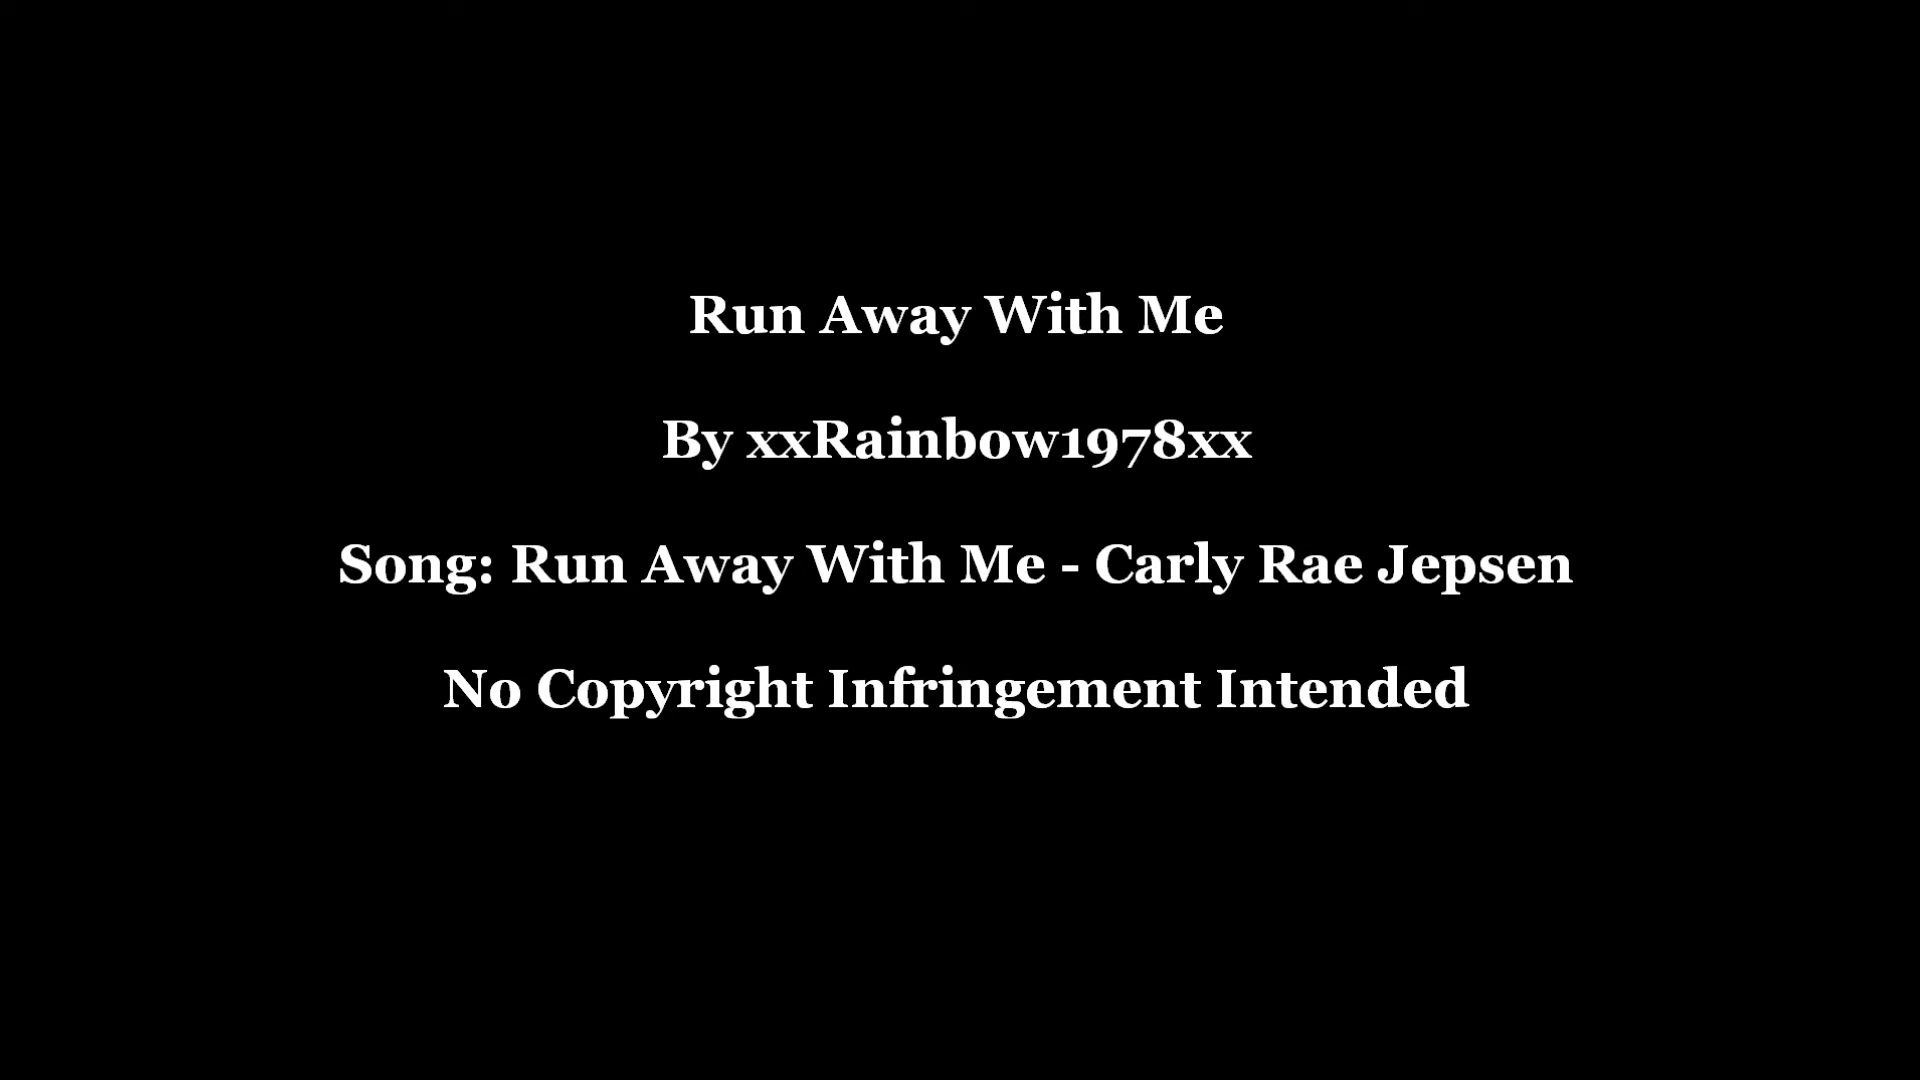 Run Away With Me
By xxRainbow1978xx
Song: Run Away With Me - Carly Rae Jepsen
No Copyright Infringement Intended